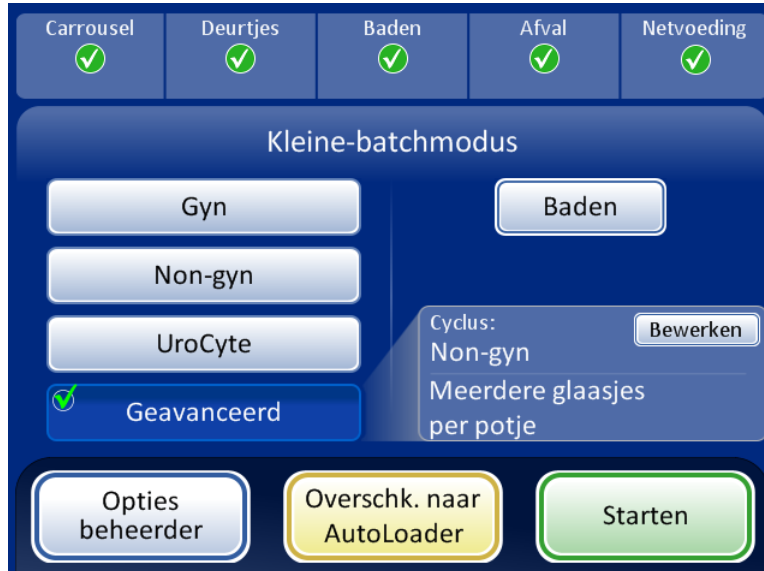 Carrousel
Deurtjes
Baden
Afval
Netvoeding
Kleine-batchmodus
Gyn
Baden
Non-gyn
UroCyte
Geavanceerd
Cyclus:
Non-gyn
Bewerken
Meerdere glaasjes
per potje
Opties
beheerder
Overschk. naar
AutoLoader
Starten